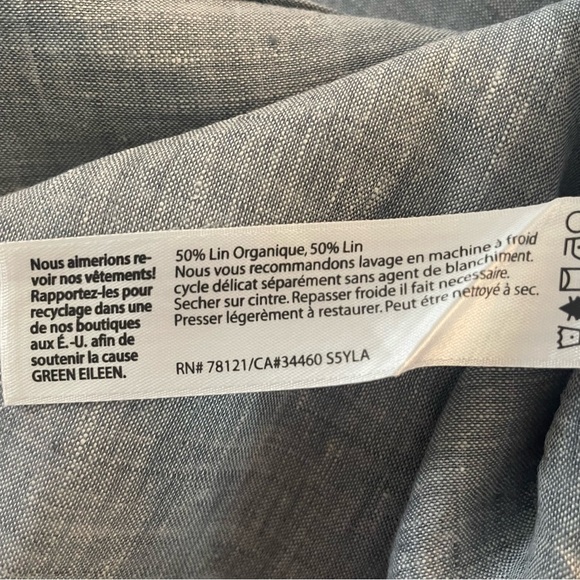 Nous almerions re-
voir nos vêtements!
Rapportez-les pour
recyclage dans une
de nos boutiques
aux É.-U. afin de
soutenir la cause
GREEN EILEEN.
50% Lin Organique, 50% Lin
Nous vous recommandons lavage en machine à froid
cycle délicat séparément sans agent de blanchiment.
Secher sur cintre. Repasser froide il fait necessaire.
Presser légerèment à restaurer. Peut étre nettoyé à sec.
RN# 78121/CA#34460 S5YLA